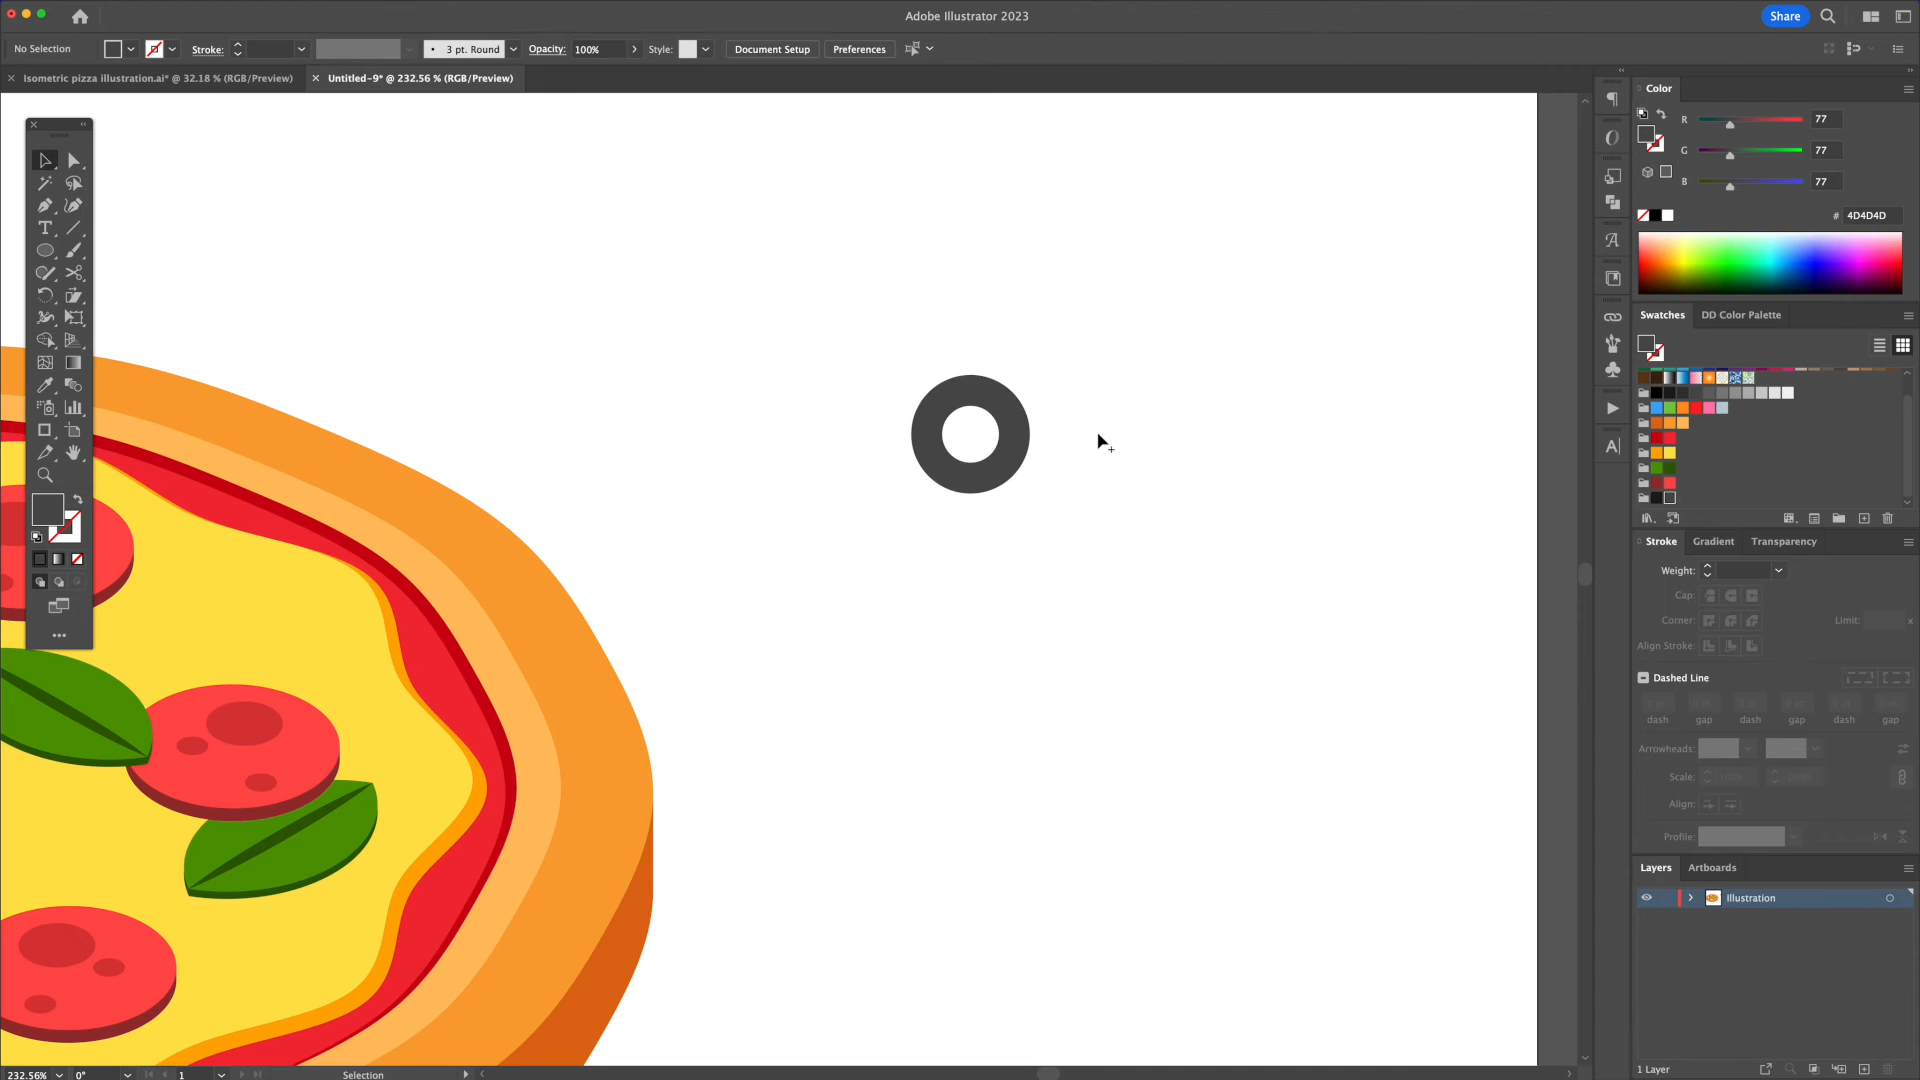 Adobe Illustrator 2023
Share
No Selection
Stroke:
3 pt. Round
Opacity: 100%
Style:
Document Setup
Preferences
Isometric pizza illustration.ai* @ 32.18 % (RGB/Preview)
Untitled-9* @ 232.56 % (RGB/Preview)
Color
R 77
G 77
B 77
# 4D4D4D
Swatches DD Color Palette
Stroke Gradient Transparency
Weight:
Cap:
Corner: Limit: x
Align Stroke:
Dashed Line
dash gap dash gap dash gap
Arrowheads:
Scale: 100% 100%
Align:
Profile:
Layers Artboards
Illustration
1 Layer
232.56% 0° 1 Selection